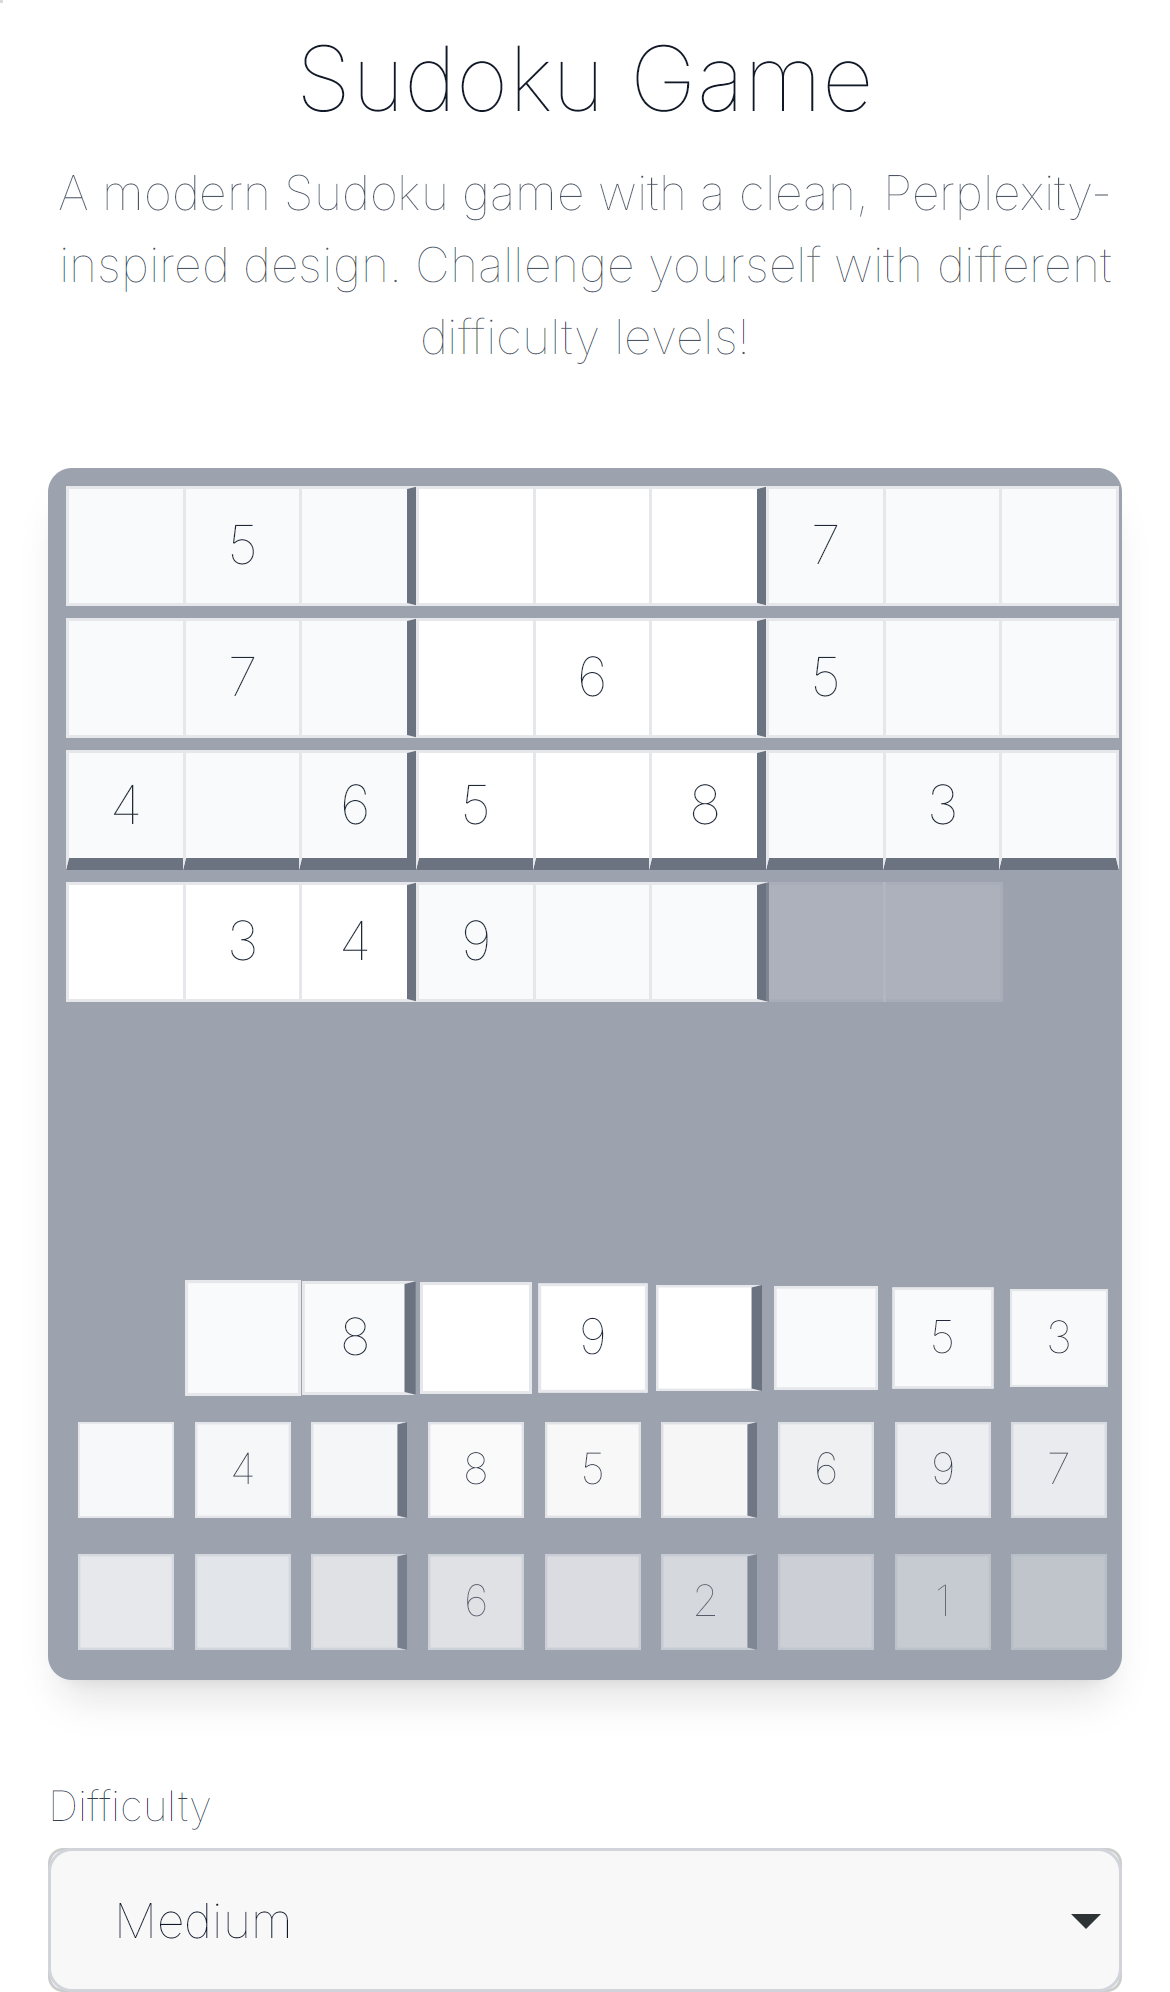 Sudoku Game
A modern Sudoku game with a clean, Perplexity-
inspired design. Challenge yourself with different
difficulty levels!
5 7
7 6 5
4 6 5 8 3
3 4 9
8 9 5 3
4 8 5 6 9 7
6 2 1
Difficulty
Medium